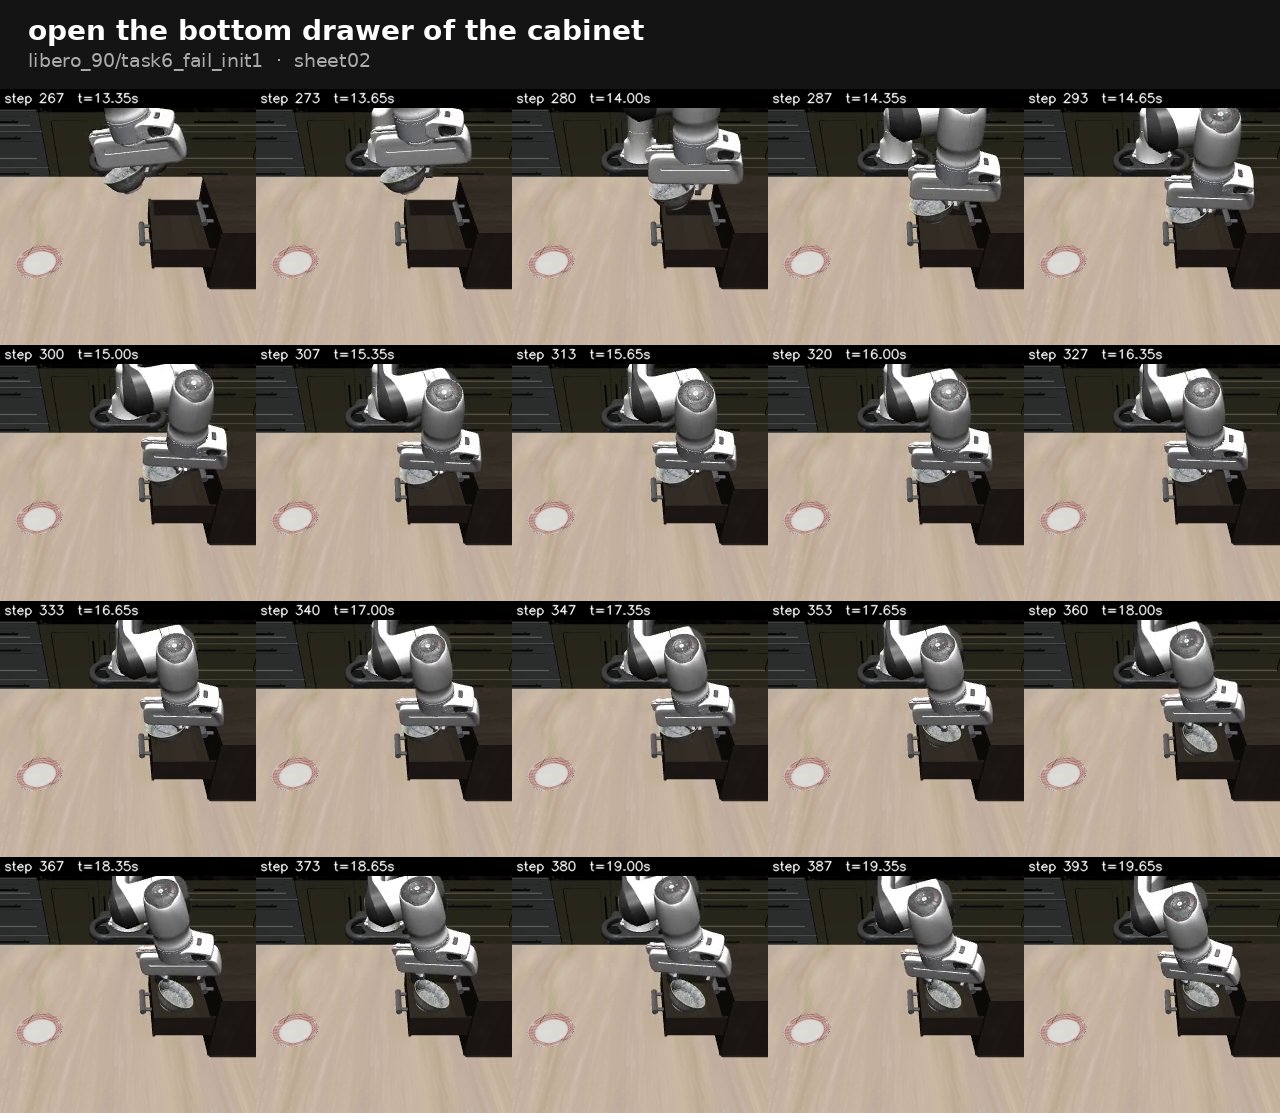 open the bottom drawer of the cabinet
libero_90/task6_fail_init1 · sheet02
step 267 t=13.35s
step 273 t=13.65s
step 280 t=14.00s
step 287 t=14.35s
step 293 t=14.65s
step 300 t=15.00s
step 307 t=15.35s
step 313 t=15.65s
step 320 t=16.00s
step 327 t=16.35s
step 333 t=16.65s
step 340 t=17.00s
step 347 t=17.35s
step 353 t=17.65s
step 360 t=18.00s
step 367 t=18.35s
step 373 t=18.65s
step 380 t=19.00s
step 387 t=19.35s
step 393 t=19.65s